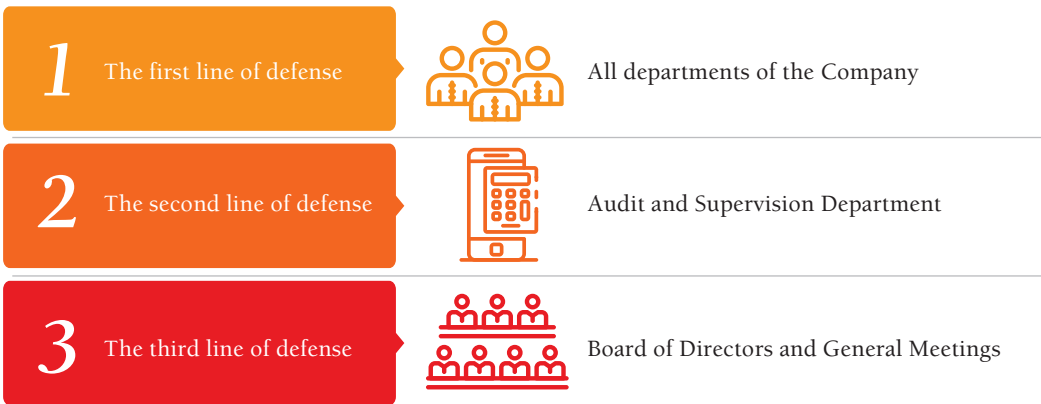 1
The first line of defense
All departments of the Company
2
The second line of defense
Audit and Supervision Department
3
The third line of defense
Board of Directors and General Meetings